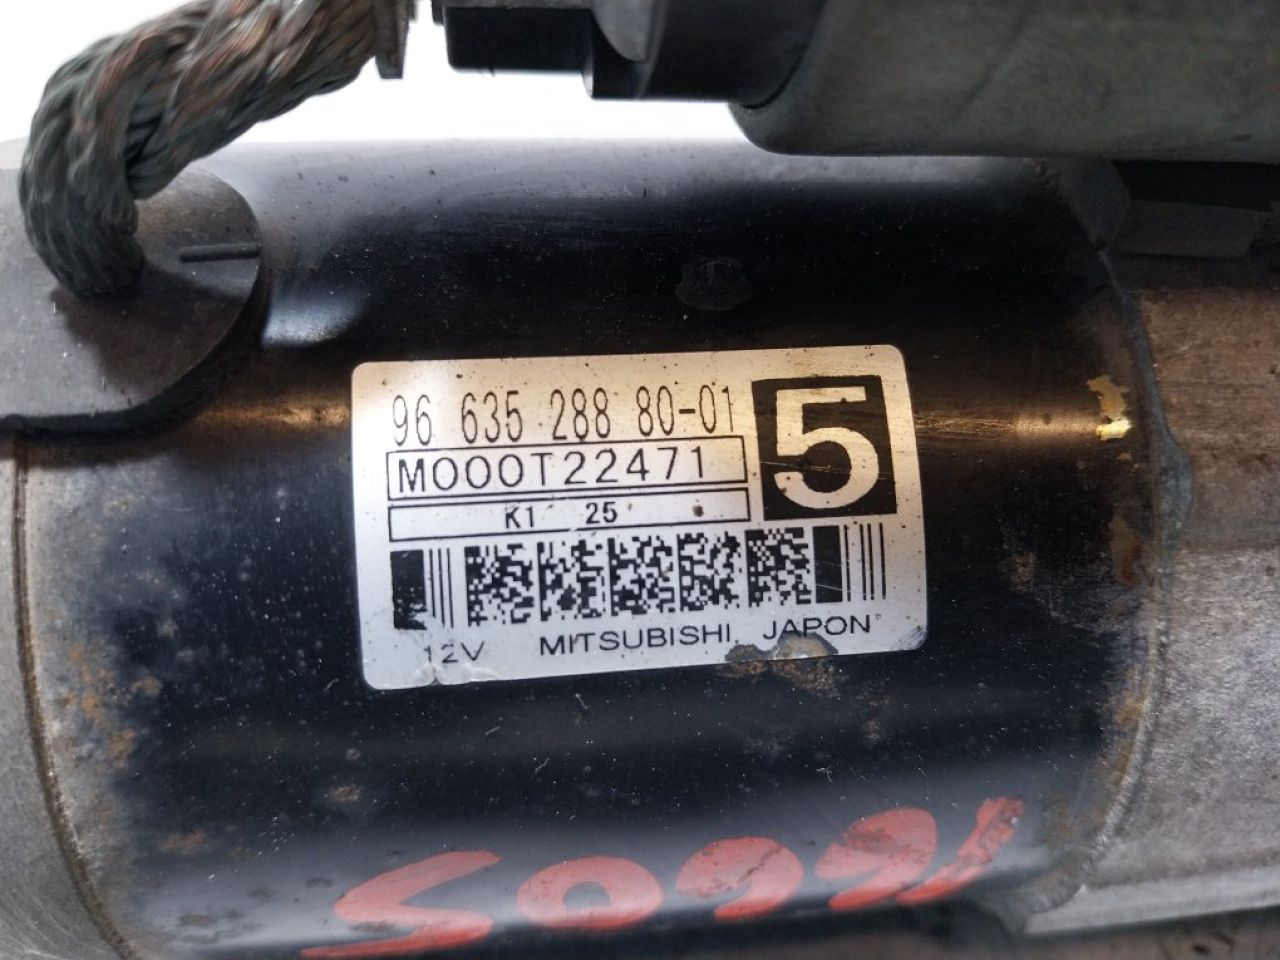 96 635 288 80-01
5
M000T22471
K1 25
12V MITSUBISHI JAPON